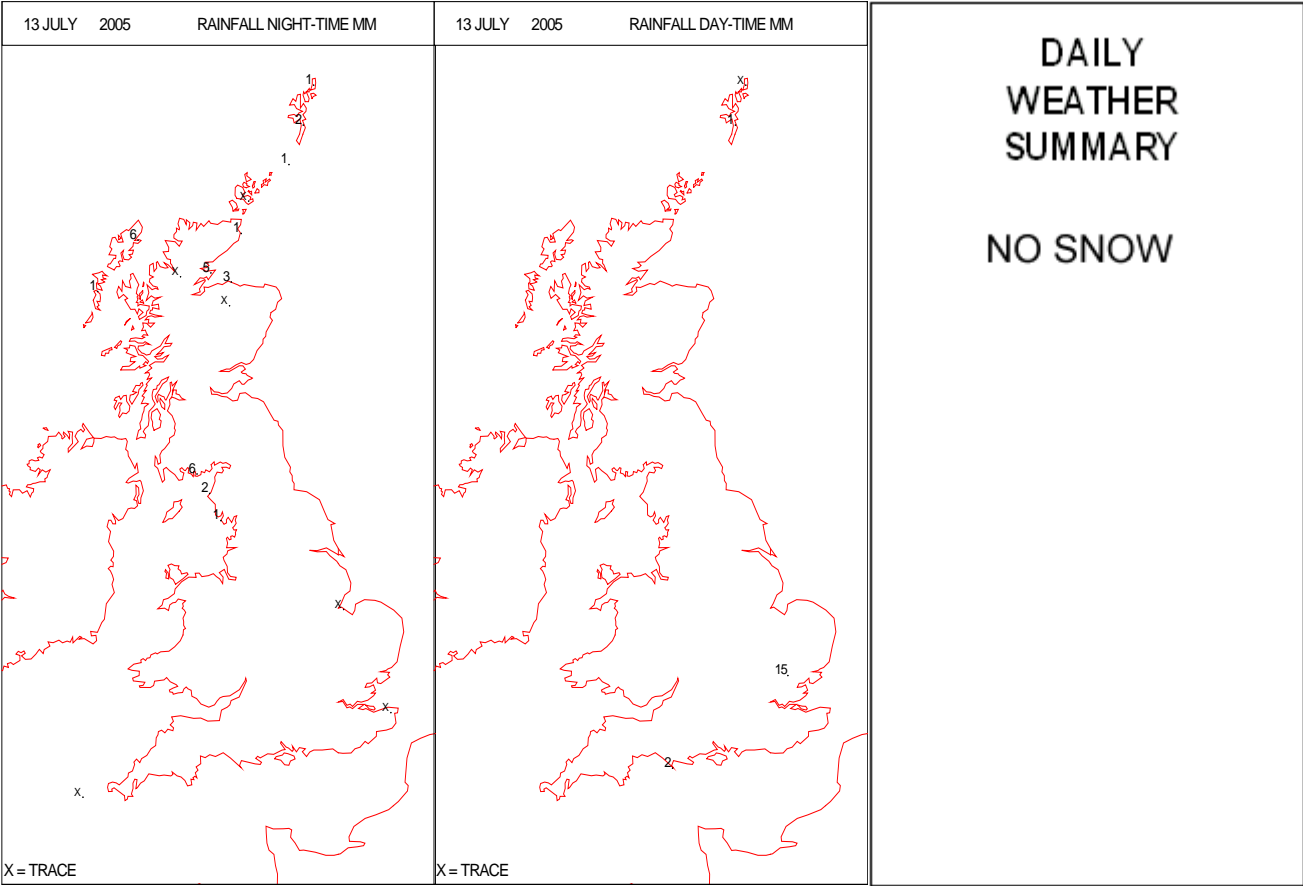 13 JULY 2005 RAINFALL NIGHT-TIME MM
1
2
1
X
1
6
5
X
3
1
X
6
2
1
X
X
X
X = TRACE
13 JULY 2005 RAINFALL DAY-TIME MM
X
1
15
2
X = TRACE
DAILY
WEATHER
SUMMARY
NO SNOW